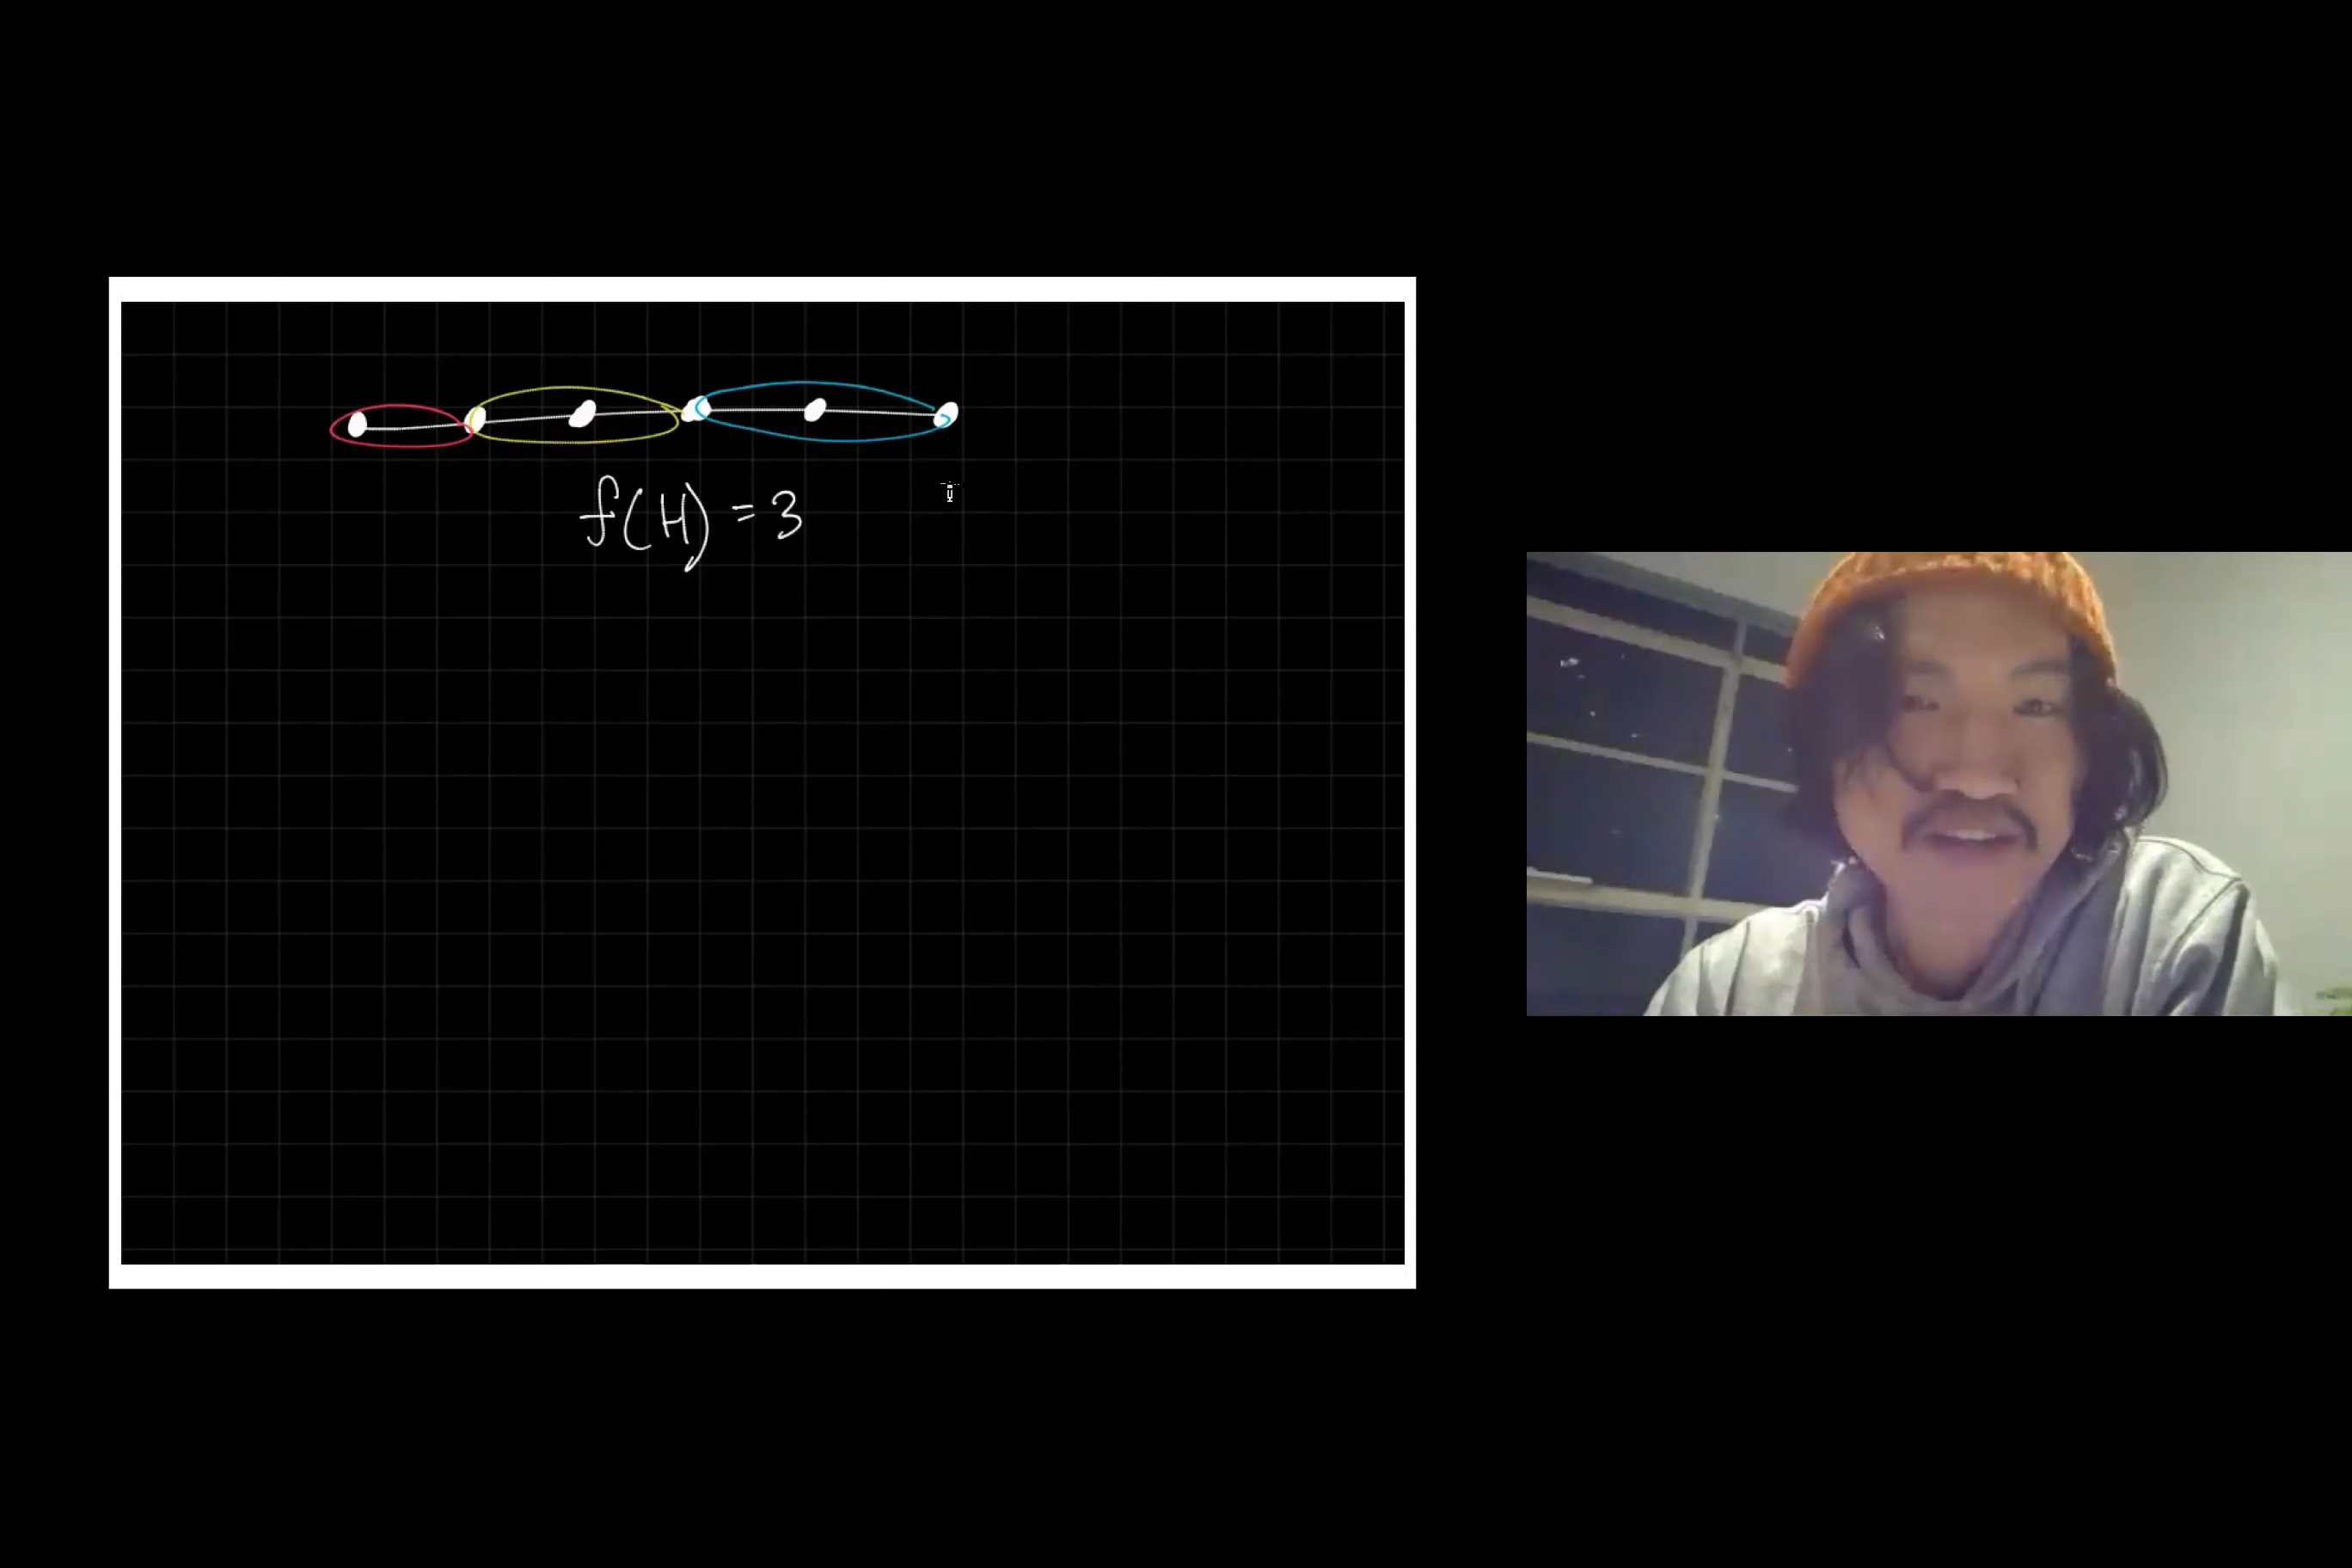 f(H) = 3